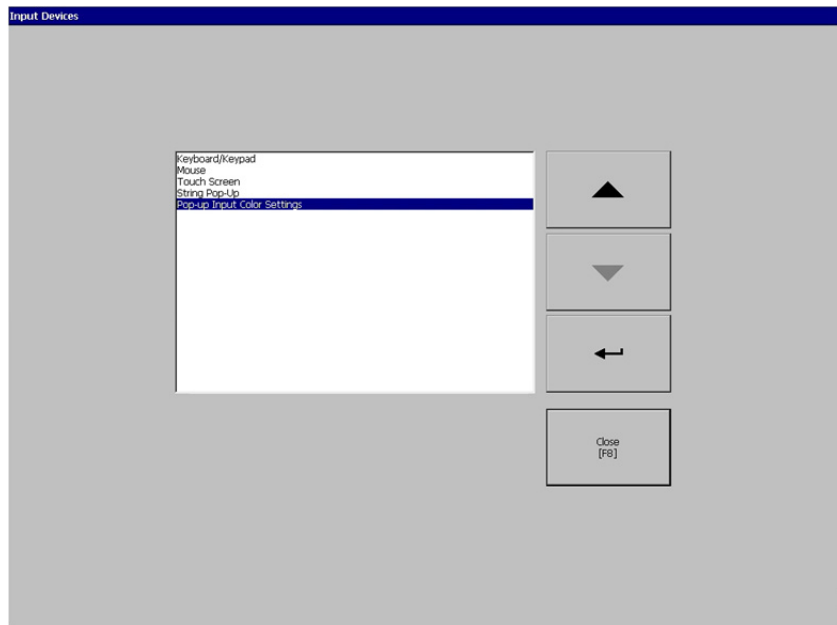 Input Devices
Keyboard/Keypad
Mouse
Touch Screen
String Pop-Up
Pop-up Input Color Settings
Close
[F8]